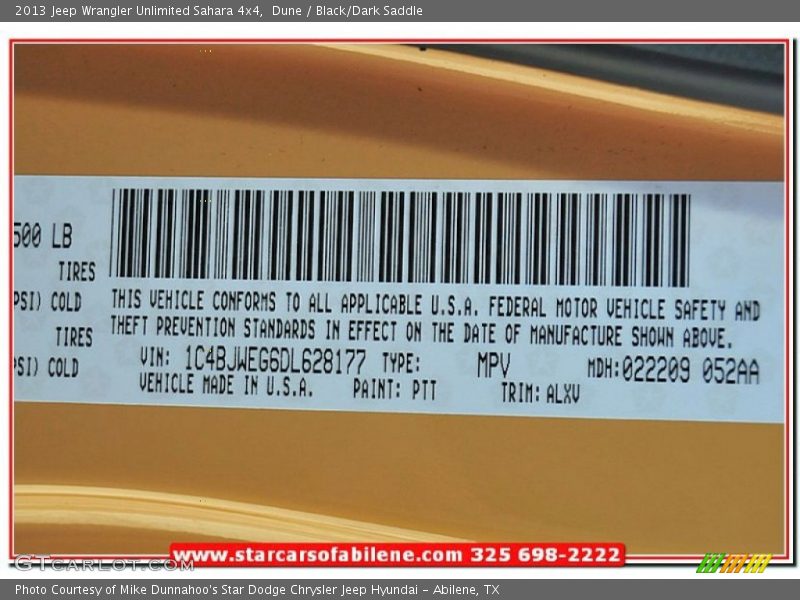 2013 Jeep Wrangler Unlimited Sahara 4x4, Dune / Black/Dark Saddle
500 LB
TIRES
PSI) COLD
TIRES
PSI) COLD
THIS VEHICLE CONFORMS TO ALL APPLICABLE U.S.A. FEDERAL MOTOR VEHICLE SAFETY AND
THEFT PREVENTION STANDARDS IN EFFECT ON THE DATE OF MANUFACTURE SHOWN ABOVE.
VIN: 1C4BJWEG6DL628177 TYPE: MPV MDH:022209 052AA
VEHICLE MADE IN U.S.A. PAINT: PTT TRIM: ALXV
www.starcarsofabilene.com 325 698-2222
GTCARLOT.COM
Photo Courtesy of Mike Dunnahoo's Star Dodge Chrysler Jeep Hyundai – Abilene, TX